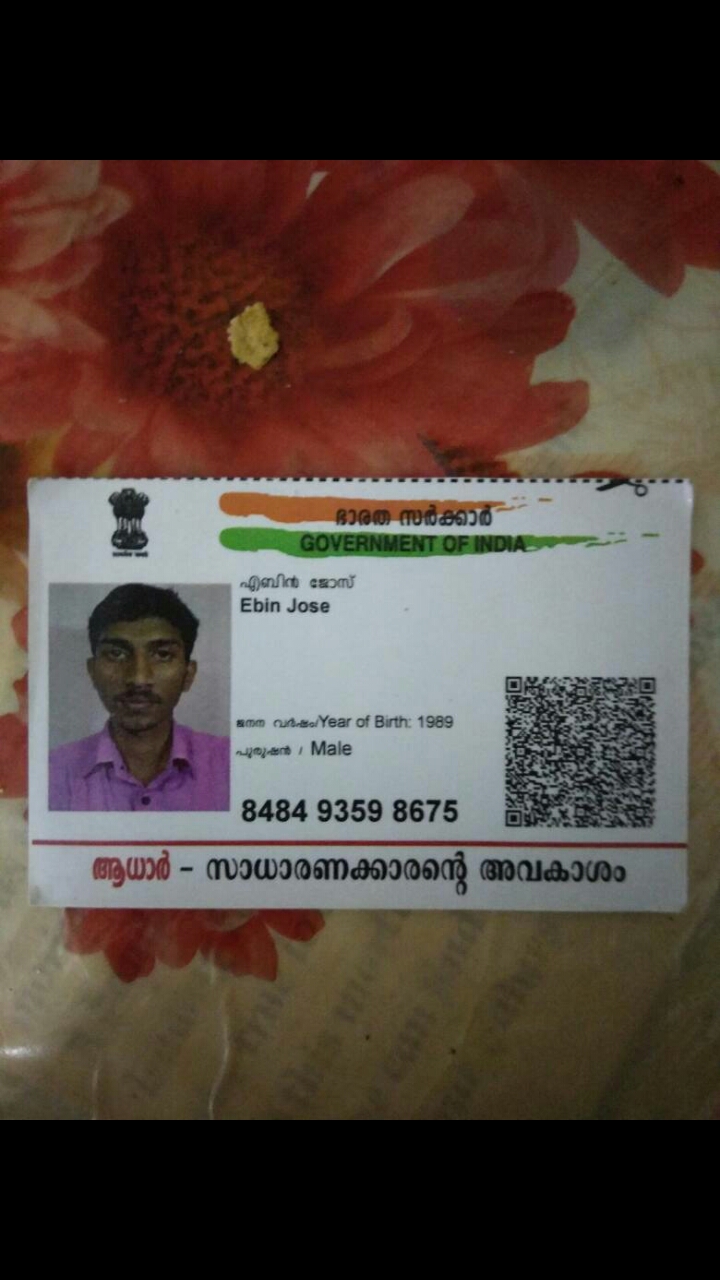 ഭാരത സർക്കാർ
GOVERNMENT OF INDIA
എബിൻ ജോസ്
Ebin Jose
ജനന വർഷം/Year of Birth: 1989
പുരുഷൻ / Male
8484 9359 8675
ആധാർ - സാധാരണക്കാരന്റെ അവകാശം